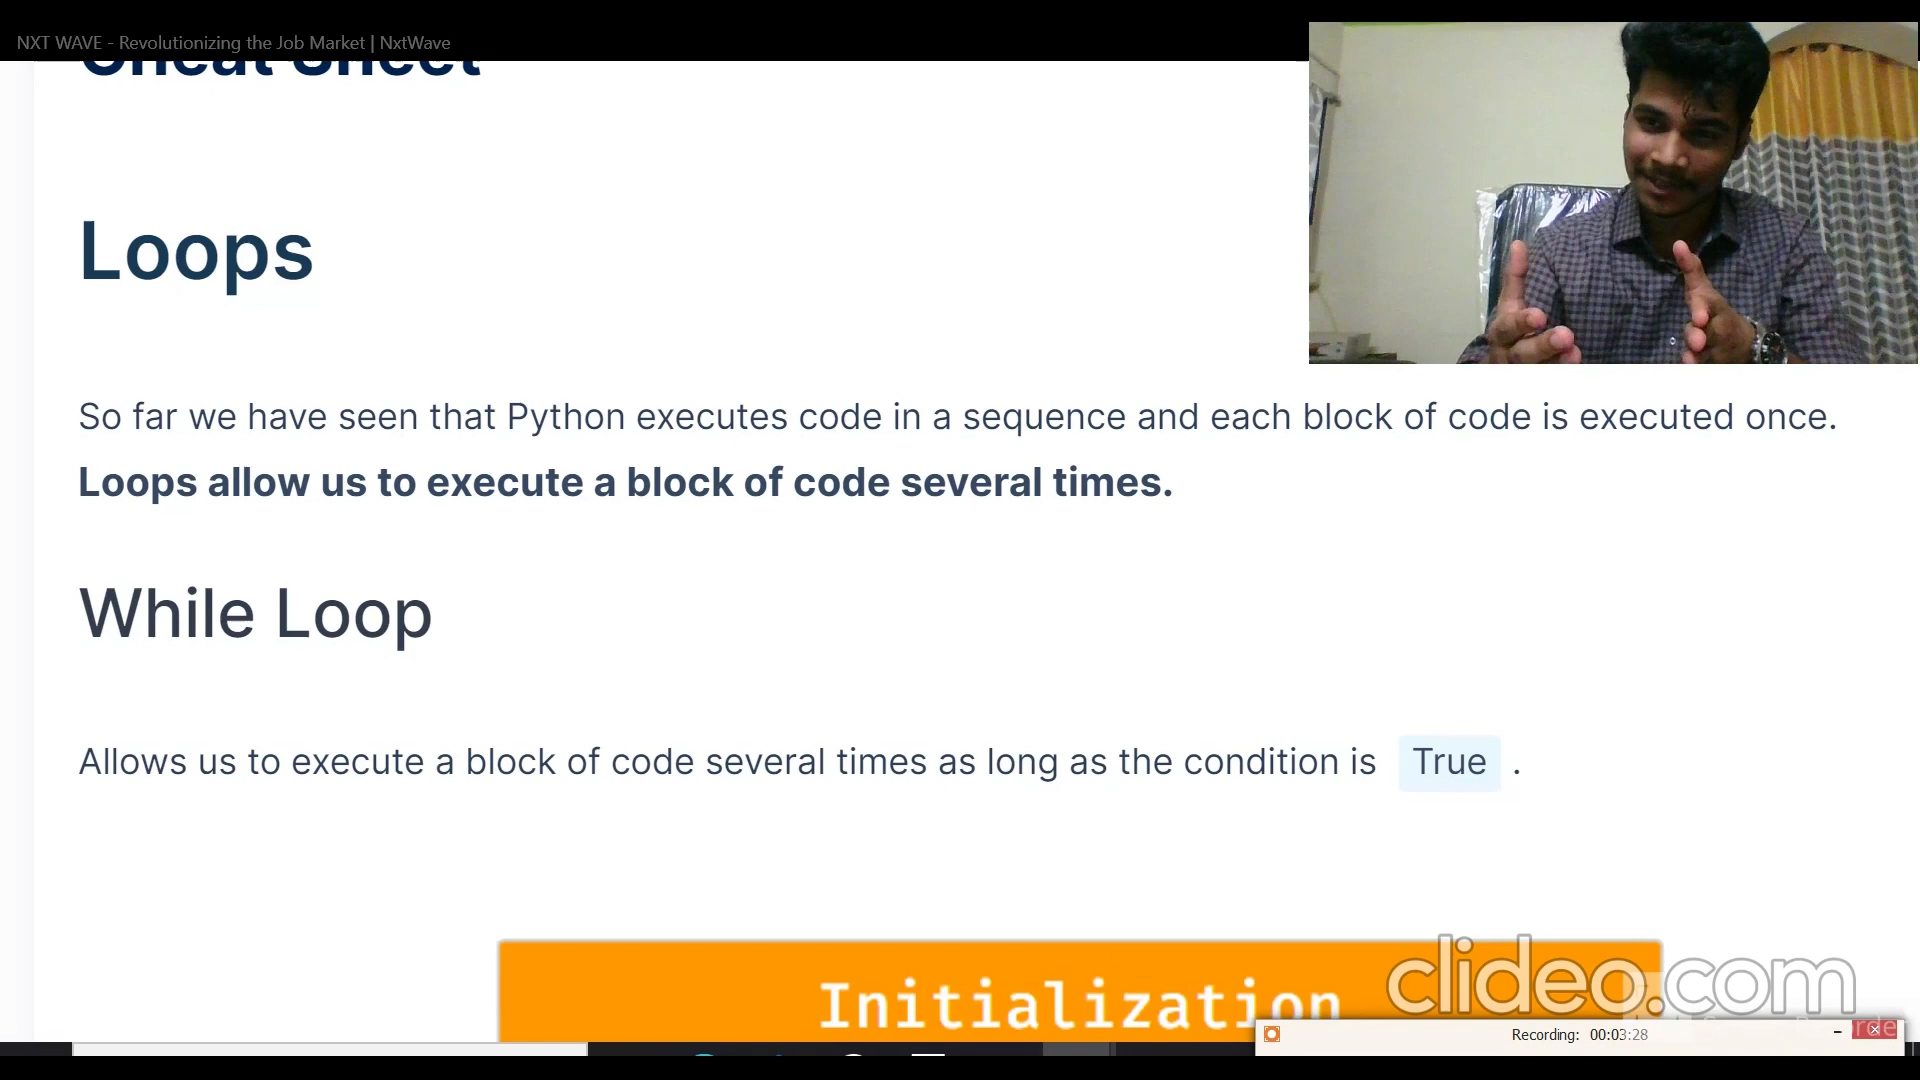 NXT WAVE - Revolutionizing the Job Market | NxtWave
Cheat Sheet
Loops
So far we have seen that Python executes code in a sequence and each block of code is executed once.
Loops allow us to execute a block of code several times.
While Loop
Allows us to execute a block of code several times as long as the condition is True .
Initialization
clideo.com
Recording: 00:03:28